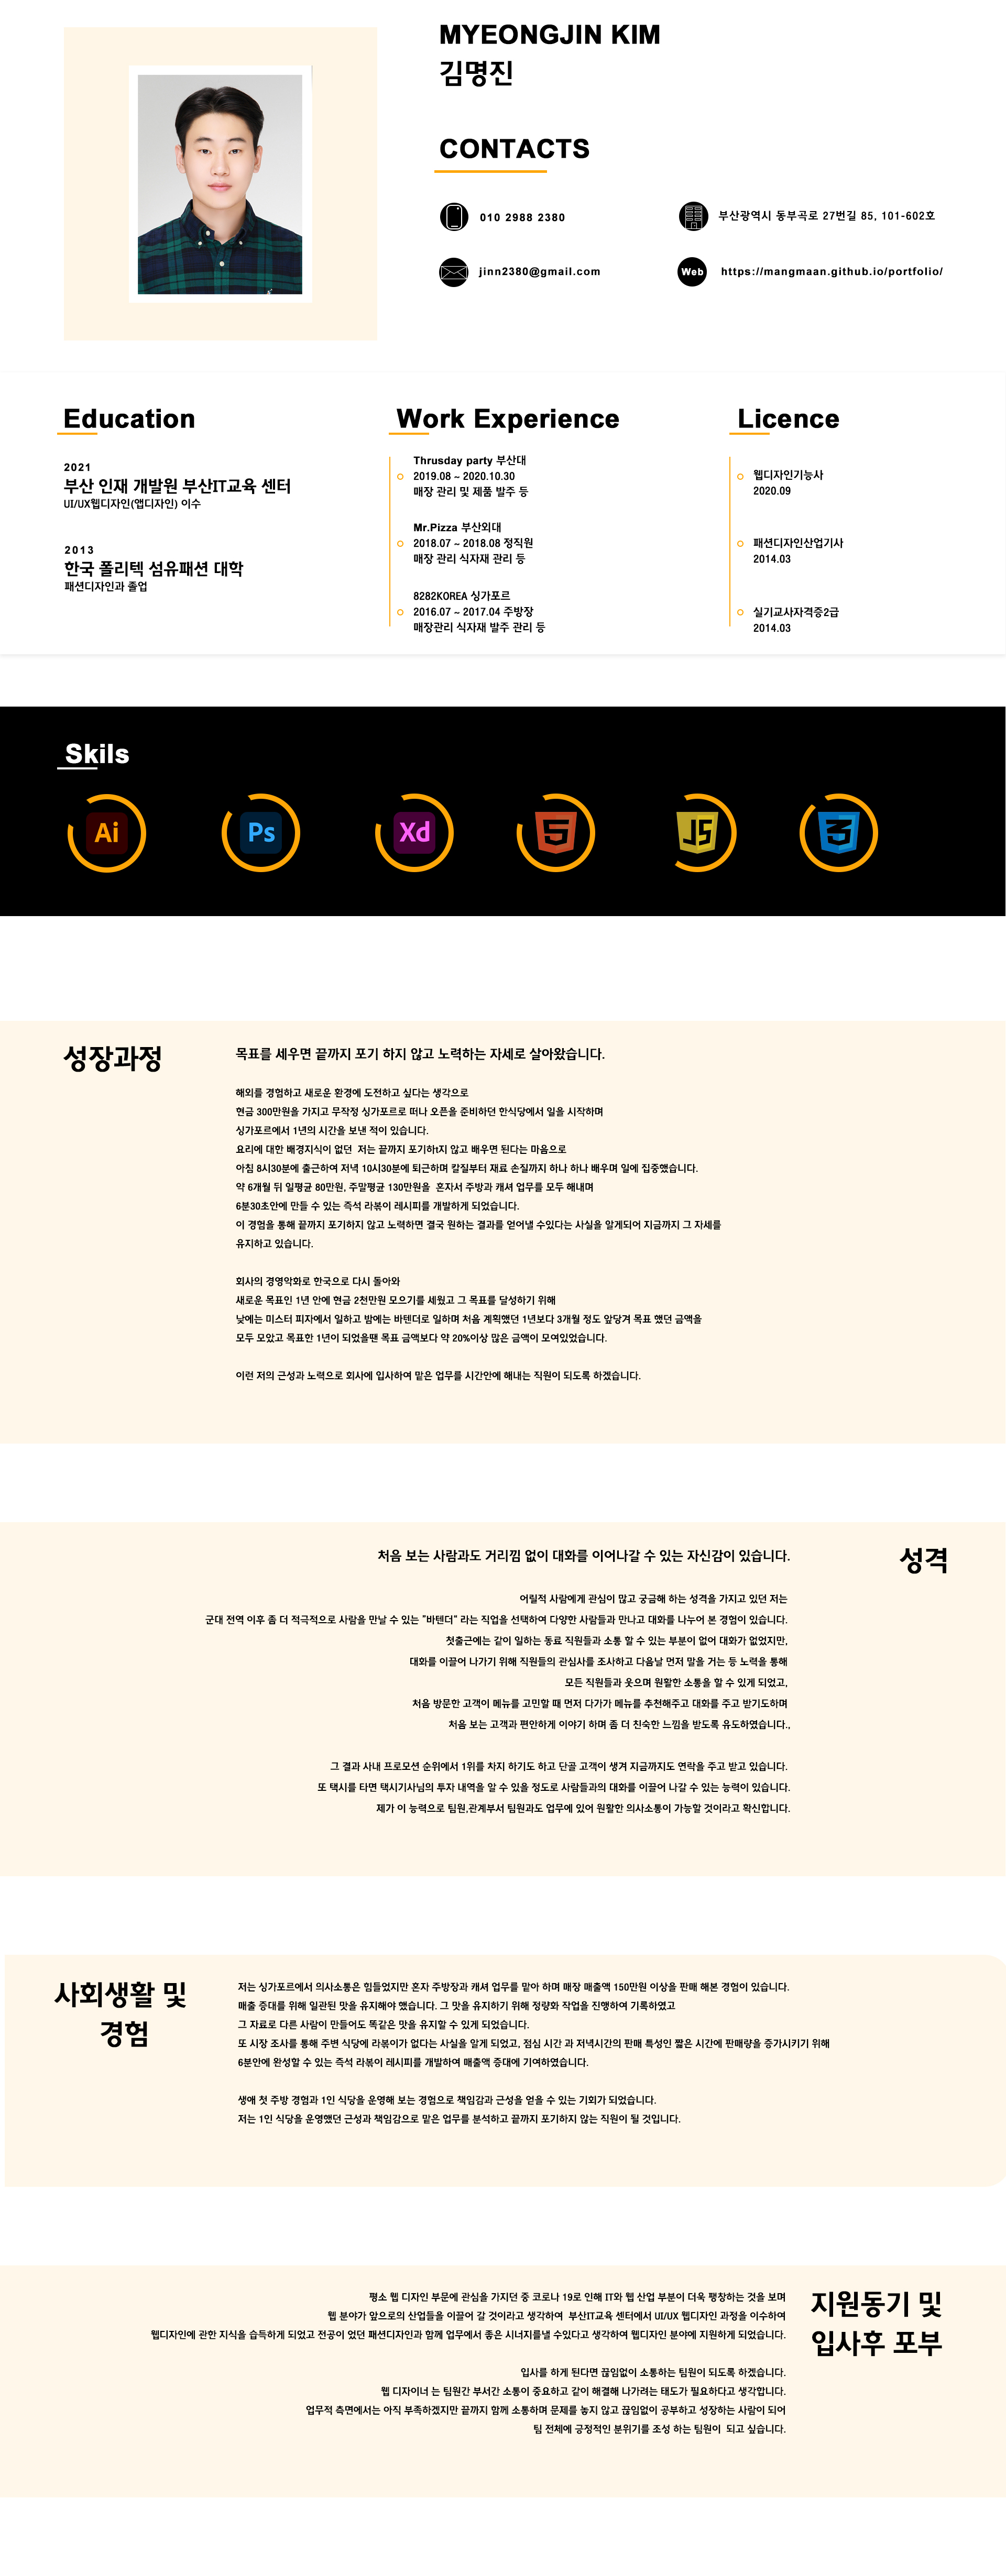 MYEONGJIN KIM
김명진
CONTACTS
010 2988 2380
부산광역시 동부곡로 27번길 85, 101-602호
jinn2380@gmail.com
Web
https://mangmaan.github.io/portfolio/
Education
2021
부산 인재 개발원 부산IT교육 센터
UI/UX웹디자인(앱디자인) 이수
2013
한국 폴리텍 섬유패션 대학
패션디자인과 졸업
Work Experience
Thrusday party 부산대
2019.08 ~ 2020.10.30
매장 관리 및 제품 발주 등
Mr.Pizza 부산외대
2018.07 ~ 2018.08 정직원
매장 관리 식자재 관리 등
8282KOREA 싱가포르
2016.07 ~ 2017.04 주방장
매장관리 식자재 발주 관리 등
Licence
웹디자인기능사
2020.09
패션디자인산업기사
2014.03
실기교사자격증2급
2014.03
Skils
Ai
Ps
Xd
5
JS
3
성장과정
목표를 세우면 끝까지 포기 하지 않고 노력하는 자세로 살아왔습니다.
해외를 경험하고 새로운 환경에 도전하고 싶다는 생각으로
현금 300만원을 가지고 무작정 싱가포르로 떠나 오픈을 준비하던 한식당에서 일을 시작하며
싱가포르에서 1년의 시간을 보낸 적이 있습니다.
요리에 대한 배경지식이 없던 저는 끝까지 포기하t지 않고 배우면 된다는 마음으로
아침 8시30분에 출근하여 저녁 10시30분에 퇴근하며 칼질부터 재료 손질까지 하나 하나 배우며 일에 집중했습니다.
약 6개월 뒤 일평균 80만원, 주말평균 130만원을 혼자서 주방과 캐셔 업무를 모두 해내며
6분30초안에 만들 수 있는 즉석 라볶이 레시피를 개발하게 되었습니다.
이 경험을 통해 끝까지 포기하지 않고 노력하면 결국 원하는 결과를 얻어낼 수있다는 사실을 알게되어 지금까지 그 자세를
유지하고 있습니다.
회사의 경영악화로 한국으로 다시 돌아와
새로운 목표인 1년 안에 현금 2천만원 모으기를 세웠고 그 목표를 달성하기 위해
낮에는 미스터 피자에서 일하고 밤에는 바텐더로 일하며 처음 계획했던 1년보다 3개월 정도 앞당겨 목표 했던 금액을
모두 모았고 목표한 1년이 되었을땐 목표 금액보다 약 20%이상 많은 금액이 모여있었습니다.
이런 저의 근성과 노력으로 회사에 입사하여 맡은 업무를 시간안에 해내는 직원이 되도록 하겠습니다.
성격
처음 보는 사람과도 거리낌 없이 대화를 이어나갈 수 있는 자신감이 있습니다.
어릴적 사람에게 관심이 많고 궁금해 하는 성격을 가지고 있던 저는
군대 전역 이후 좀 더 적극적으로 사람을 만날 수 있는 "바텐더" 라는 직업을 선택하여 다양한 사람들과 만나고 대화를 나누어 본 경험이 있습니다.
첫출근에는 같이 일하는 동료 직원들과 소통 할 수 있는 부분이 없어 대화가 없었지만,
대화를 이끌어 나가기 위해 직원들의 관심사를 조사하고 다음날 먼저 말을 거는 등 노력을 통해
모든 직원들과 웃으며 원활한 소통을 할 수 있게 되었고,
처음 방문한 고객이 메뉴를 고민할 때 먼저 다가가 메뉴를 추천해주고 대화를 주고 받기도하며
처음 보는 고객과 편안하게 이야기 하며 좀 더 친숙한 느낌을 받도록 유도하였습니다.,
그 결과 사내 프로모션 순위에서 1위를 차지 하기도 하고 단골 고객이 생겨 지금까지도 연락을 주고 받고 있습니다.
또 택시를 타면 택시기사님의 투자 내역을 알 수 있을 정도로 사람들과의 대화를 이끌어 나갈 수 있는 능력이 있습니다.
제가 이 능력으로 팀원,관계부서 팀원과도 업무에 있어 원활한 의사소통이 가능할 것이라고 확신합니다.
사회생활 및
경험
저는 싱가포르에서 의사소통은 힘들었지만 혼자 주방장과 캐셔 업무를 맡아 하며 매장 매출액 150만원 이상을 판매 해본 경험이 있습니다.
매출 증대를 위해 일관된 맛을 유지해야 했습니다. 그 맛을 유지하기 위해 정량화 작업을 진행하여 기록하였고
그 자료로 다른 사람이 만들어도 똑같은 맛을 유지할 수 있게 되었습니다.
또 시장 조사를 통해 주변 식당에 라볶이가 없다는 사실을 알게 되었고, 점심 시간 과 저녁시간의 판매 특성인 짧은 시간에 판매량을 증가시키기 위해
6분안에 완성할 수 있는 즉석 라볶이 레시피를 개발하여 매출액 증대에 기여하였습니다.
생애 첫 주방 경험과 1인 식당을 운영해 보는 경험으로 책임감과 근성을 얻을 수 있는 기회가 되었습니다.
저는 1인 식당을 운영했던 근성과 책임감으로 맡은 업무를 분석하고 끝까지 포기하지 않는 직원이 될 것입니다.
지원동기 및
입사후 포부
평소 웹 디자인 부문에 관심을 가지던 중 코로나 19로 인해 IT와 웹 산업 부분이 더욱 팽창하는 것을 보며
웹 분야가 앞으로의 산업들을 이끌어 갈 것이라고 생각하여 부산IT교육 센터에서 UI/UX 웹디자인 과정을 이수하여
웹디자인에 관한 지식을 습득하게 되었고 전공이 었던 패션디자인과 함께 업무에서 좋은 시너지를낼 수있다고 생각하여 웹디자인 분야에 지원하게 되었습니다.
입사를 하게 된다면 끊임없이 소통하는 팀원이 되도록 하겠습니다.
웹 디자이너 는 팀원간 부서간 소통이 중요하고 같이 해결해 나가려는 태도가 필요하다고 생각합니다.
업무적 측면에서는 아직 부족하겠지만 끝까지 함께 소통하며 문제를 놓지 않고 끊임없이 공부하고 성장하는 사람이 되어
팀 전체에 긍정적인 분위기를 조성 하는 팀원이 되고 싶습니다.